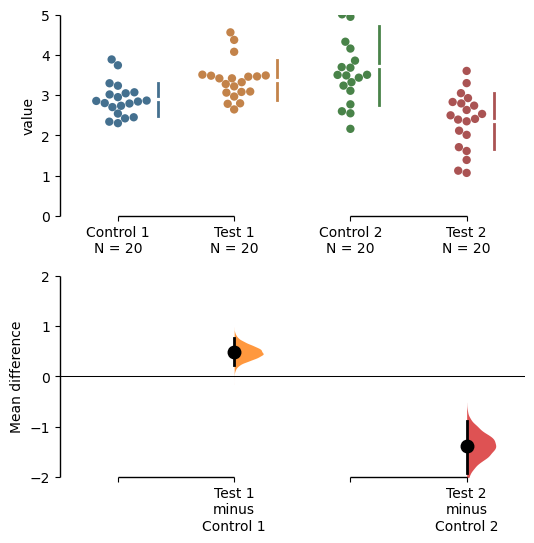 5
4
3
2
1
0
value
Control 1
N = 20
Test 1
N = 20
Control 2
N = 20
Test 2
N = 20
2
1
0
−1
−2
Mean difference
Test 1
minus
Control 1
Test 2
minus
Control 2